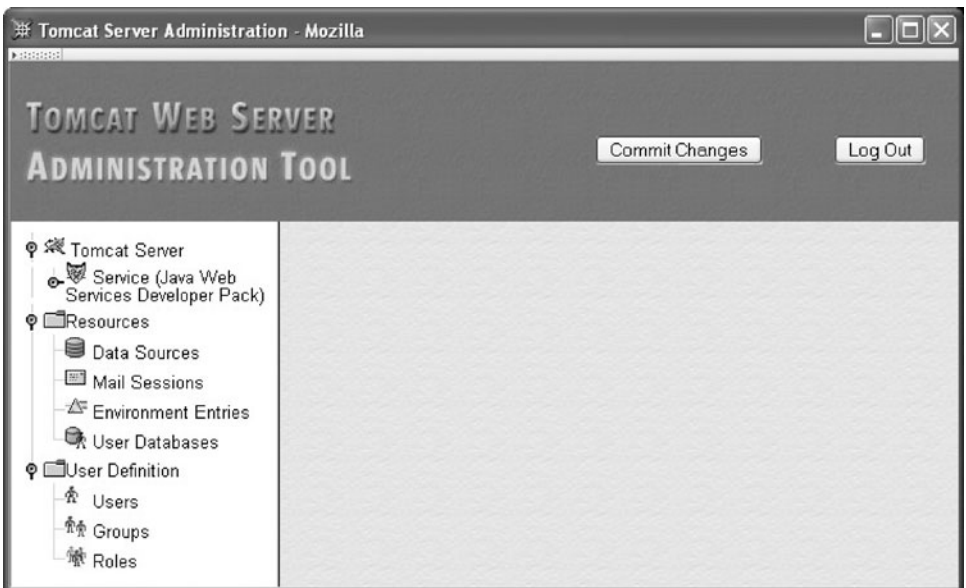 Tomcat Server Administration - Mozilla
TOMCAT WEB SERVER
ADMINISTRATION TOOL
Commit Changes
Log Out
Tomcat Server
Service (Java Web
Services Developer Pack)
Resources
Data Sources
Mail Sessions
Environment Entries
User Databases
User Definition
Users
Groups
Roles